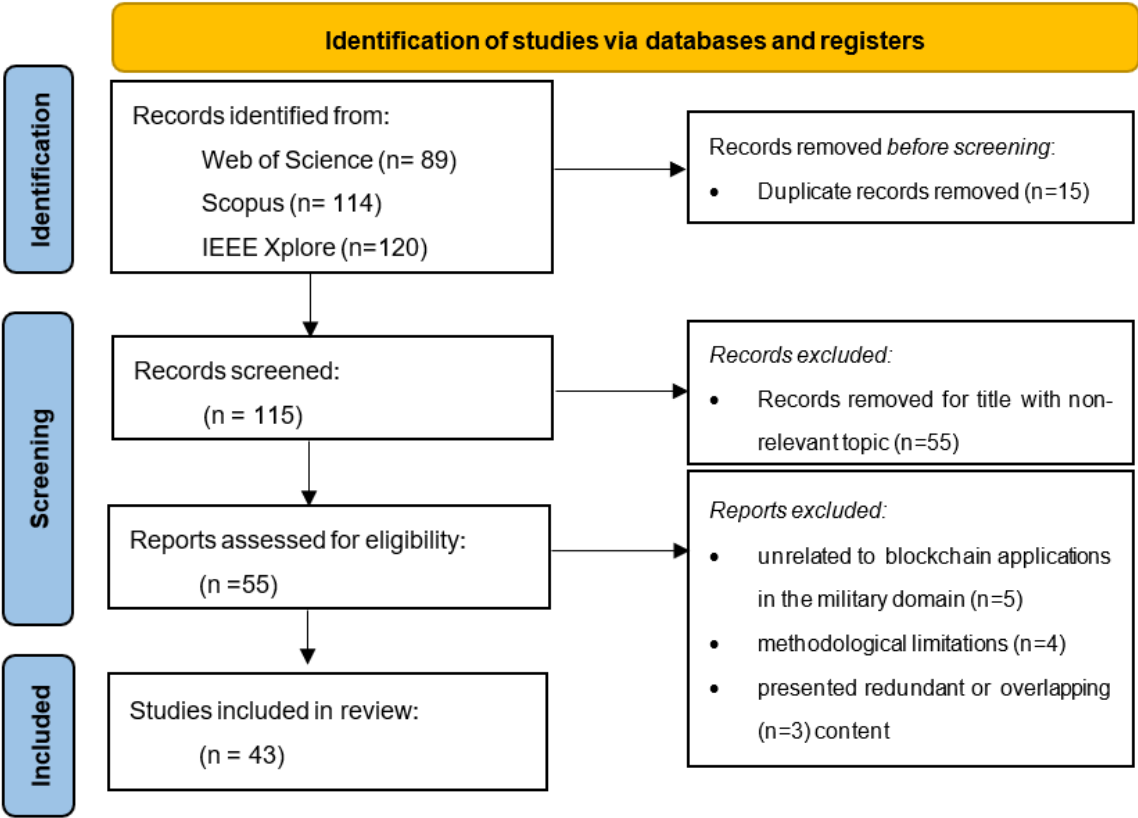 Identification of studies via databases and registers
Identification
Records identified from:
Web of Science (n= 89)
Scopus (n= 114)
IEEE Xplore (n=120)
Records removed before screening:
• Duplicate records removed (n=15)
Screening
Records screened:
(n = 115)
Records excluded:
• Records removed for title with non-
relevant topic (n=55)
Reports assessed for eligibility:
(n =55)
Reports excluded:
• unrelated to blockchain applications
in the military domain (n=5)
• methodological limitations (n=4)
• presented redundant or overlapping
(n=3) content
Included
Studies included in review:
(n = 43)